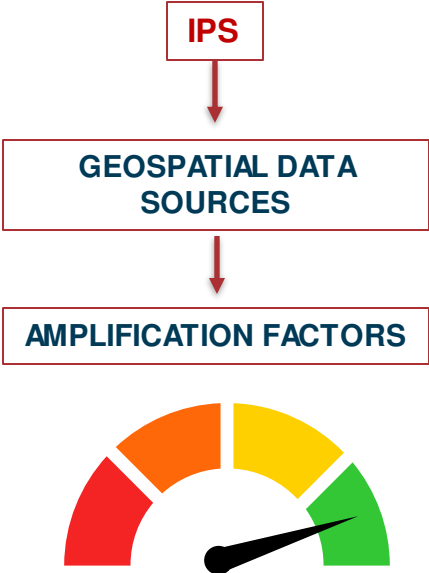 IPS
GEOSPATIAL DATA
SOURCES
AMPLIFICATION FACTORS